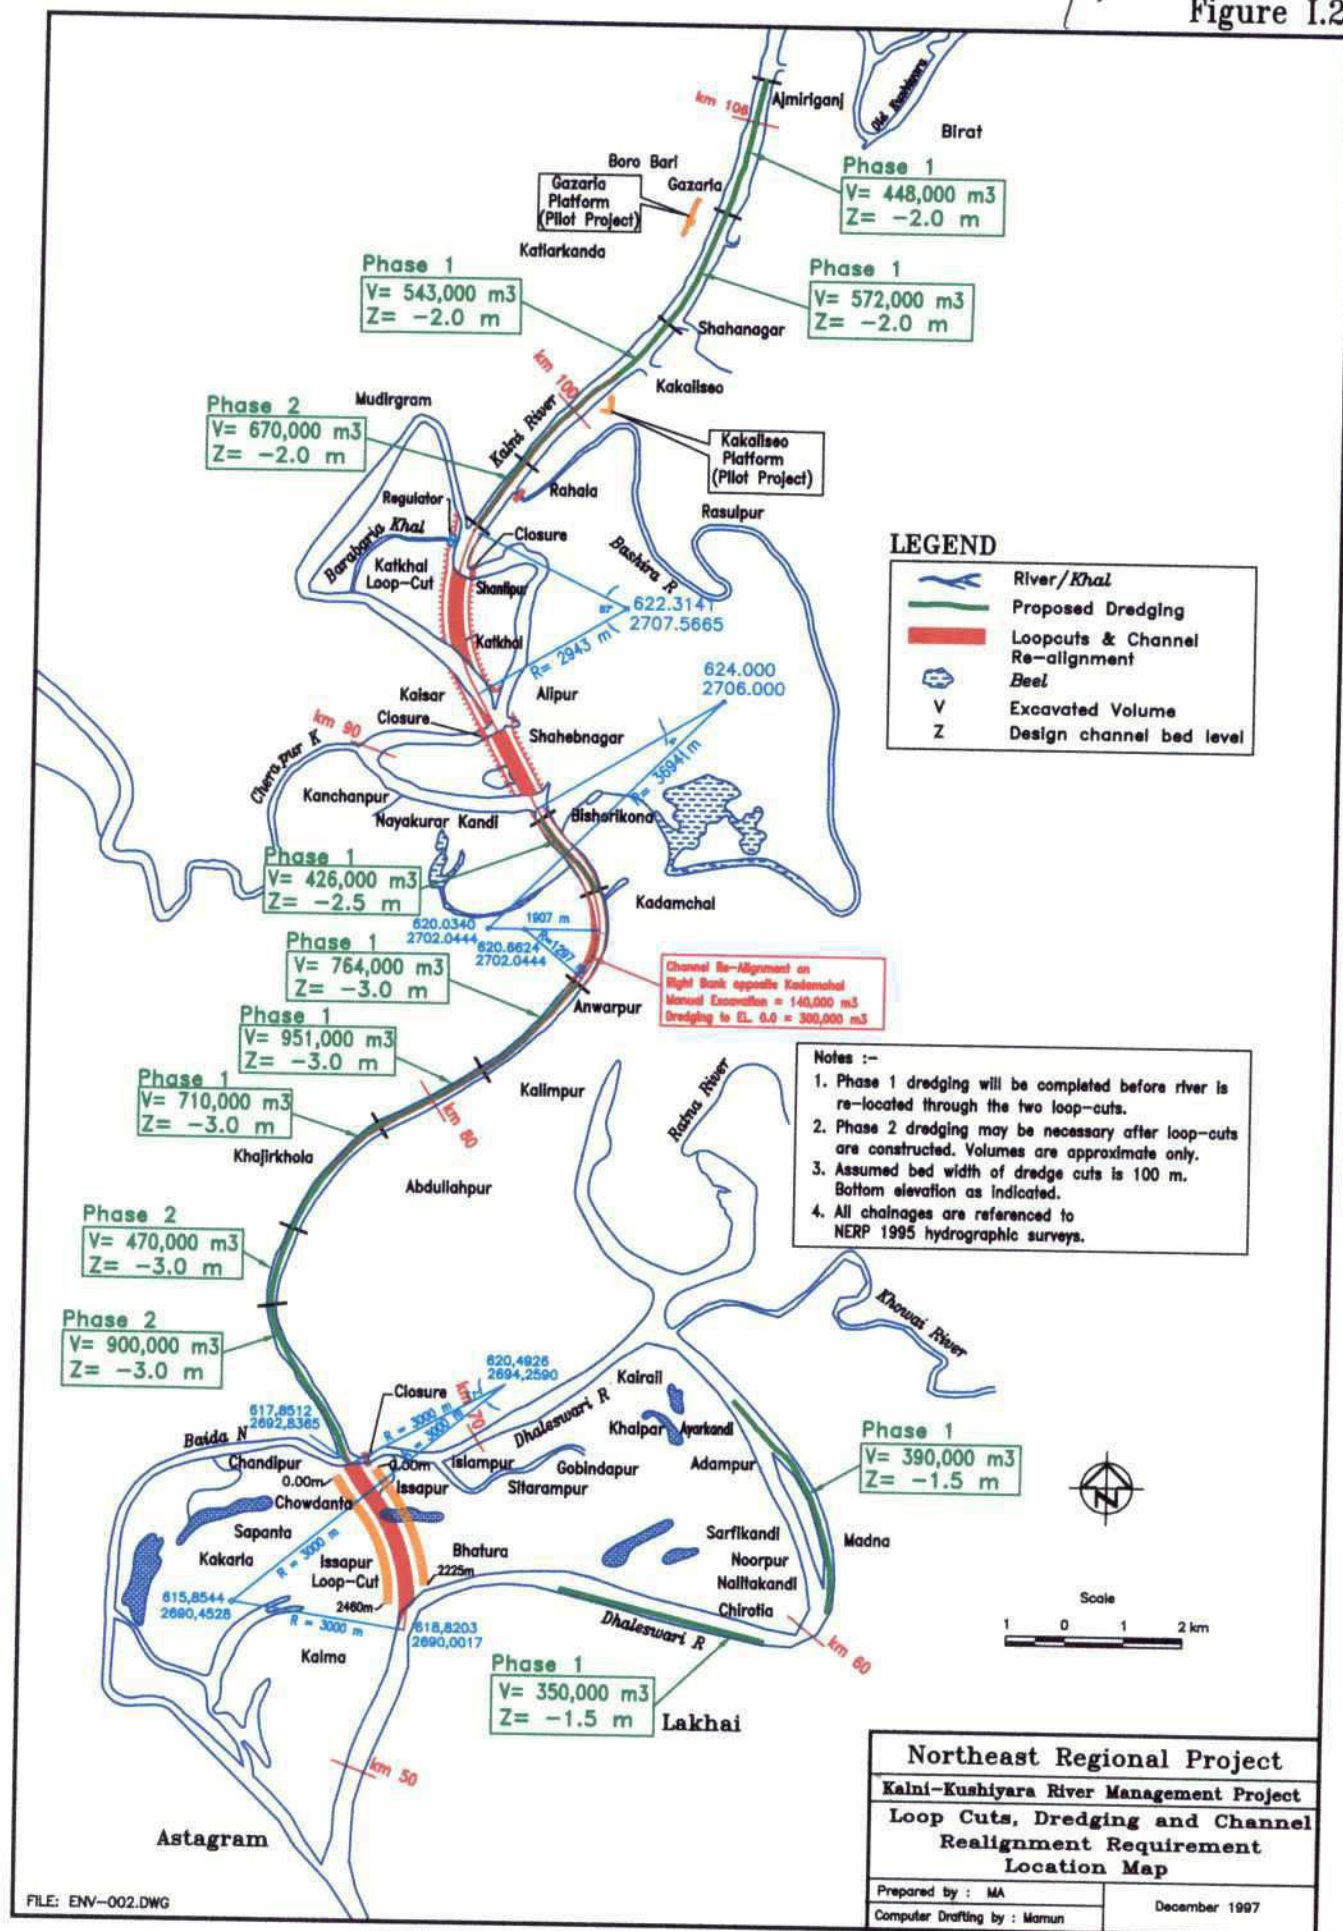 Figure I.2
Ajmiriganj
km 106
Old Kushiyara
Birat
Boro Bari
Gazaria
Gazaria
Platform
(Pilot Project)
Phase 1
V= 448,000 m3
Z= -2.0 m
Katiarkanda
Phase 1
V= 543,000 m3
Z= -2.0 m
Phase 1
V= 572,000 m3
Z= -2.0 m
Shahanagar
km 100
Kakailseo
Mudirgram
Phase 2
V= 670,000 m3
Z= -2.0 m
Kalni River
Kakailseo
Platform
(Pilot Project)
Rahala
Regulator
Rasulpur
Barabaria Khal
Closure
Bashira R
Katkhal
Loop-Cut
Shantipur
622.3141
2707.5665
Katkhal
R= 2943 m
624.000
2706.000
Kaisar
Alipur
Closure
km 90
Shahebnagar
Cherapur K
R= 3694 m
Kanchanpur
Nayakurar Kandi
Bishorikona
Phase 1
V= 426,000 m3
Z= -2.5 m
Kadamchal
620.0340
2702.0444
1907 m
R=1297
620.6624
2702.0444
Phase 1
V= 764,000 m3
Z= -3.0 m
Channel Re-Alignment on
Right Bank opposite Kadamchal
Manual Excavation = 140,000 m3
Dredging to EL. 0.0 = 300,000 m3
Anwarpur
Phase 1
V= 951,000 m3
Z= -3.0 m
Kalimpur
Phase 1
V= 710,000 m3
Z= -3.0 m
km 80
Ratna River
Khajirkhola
Abdullahpur
LEGEND
River/Khal
Proposed Dredging
Loopcuts & Channel
Re-alignment
Beel
V Excavated Volume
Z Design channel bed level
Notes :-
1. Phase 1 dredging will be completed before river is
re-located through the two loop-cuts.
2. Phase 2 dredging may be necessary after loop-cuts
are constructed. Volumes are approximate only.
3. Assumed bed width of dredge cuts is 100 m.
Bottom elevation as indicated.
4. All chainages are referenced to
NERP 1995 hydrographic surveys.
Phase 2
V= 470,000 m3
Z= -3.0 m
Khowai River
Phase 2
V= 900,000 m3
Z= -3.0 m
620,4926
2694,2590
Closure
km 70
R = 3000 m
R = 3000 m
617,8512
2692,8365
Kairail
Dhaleswari R
Khalpar
Ayarkandi
Baida N
Chandipur
0.00m
0.00m
Islampur
Gobindapur
Adampur
Phase 1
V= 390,000 m3
Z= -1.5 m
Issapur
Sitarampur
Chowdanta
Sapanta
Kakaria
R = 3000 m
Issapur
Loop-Cut
Bhatura
Sarfikandi
Noorpur
Nalitakandi
Chirotia
Madna
2225m
2460m
615,8544
2690,4528
R = 3000 m
618,8203
2690,0017
Dhaleswari R
km 60
Kalma
Phase 1
V= 350,000 m3
Z= -1.5 m
Lakhai
N
Scale
1 0 1 2 km
km 50
Astagram
Northeast Regional Project
Kalni-Kushiyara River Management Project
Loop Cuts, Dredging and Channel
Realignment Requirement
Location Map
Prepared by : MA
Computer Drafting by : Mamun
December 1997
FILE: ENV-002.DWG